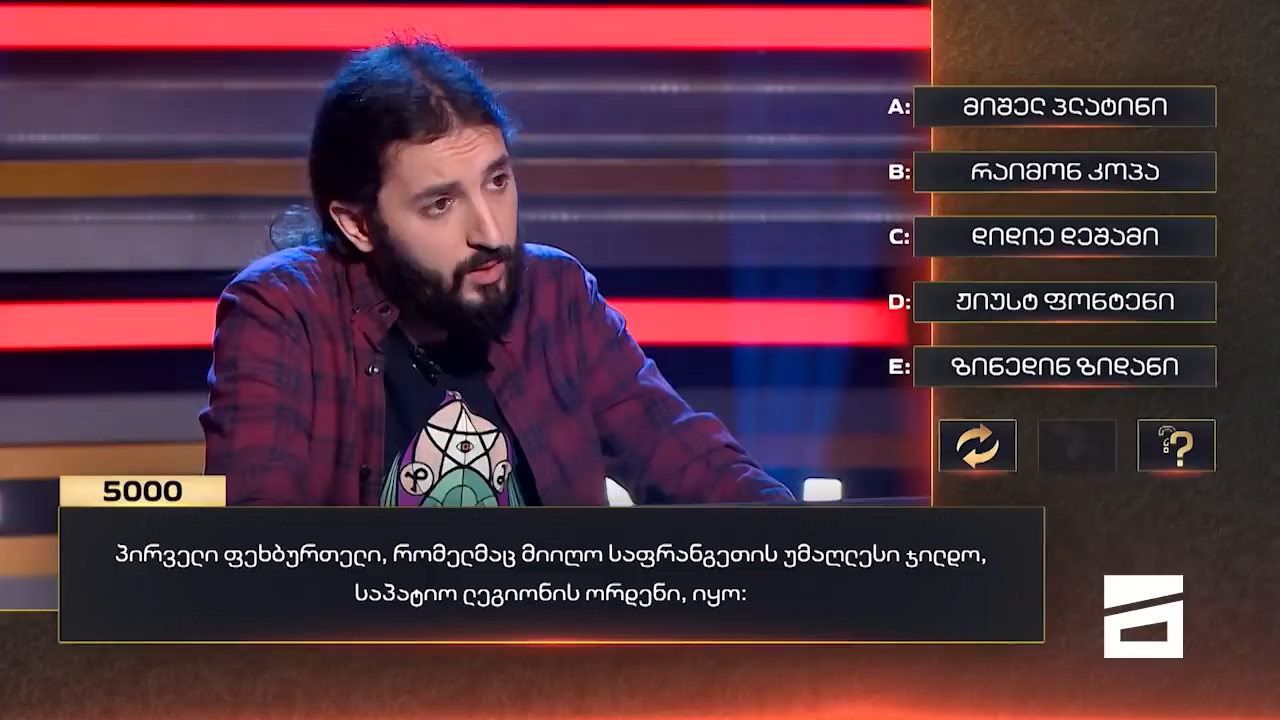 A: მიშელ პლატინი
B: რაიმონ კოპა
C: დიდიე დეშამი
D: ჟიუსტ ფონტენი
E: ზინედინ ზიდანი
5000
პირველი ფეხბურთელი, რომელმაც მიიღო საფრანგეთის უმაღლესი ჯილდო,
საპატიო ლეგიონის ორდენი, იყო: